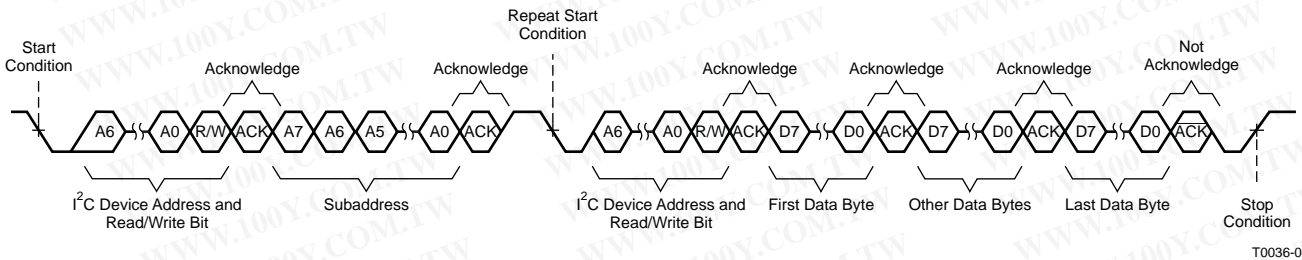 Repeat Start
Condition
Start
Condition
Not
Acknowledge
Acknowledge
Acknowledge
Acknowledge
Acknowledge
Acknowledge
A6 A0 R/W ACK A7 A6 A5 A0 ACK A6 A0 R/W ACK D7 D0 ACK D7 D0 ACK D7 D0 ACK
I²C Device Address and
Read/Write Bit
Subaddress
I²C Device Address and
Read/Write Bit
First Data Byte
Other Data Bytes
Last Data Byte
Stop
Condition
T0036-0
WWW.100Y.COM.TW